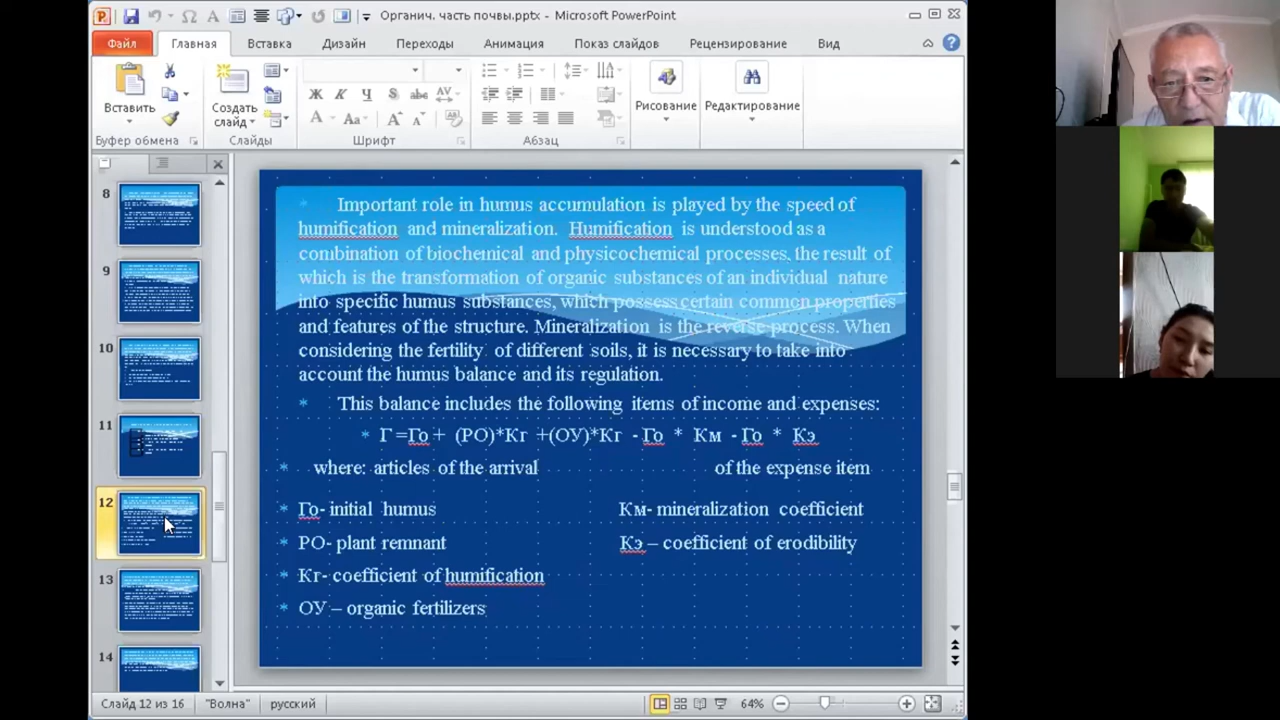 Органич. часть почвы.pptx - Microsoft PowerPoint
Файл Главная Вставка Дизайн Переходы Анимация Показ слайдов Рецензирование Вид
Вставить
Создать слайд
Рисование
Редактирование
Буфер обмена Слайды Шрифт Абзац
8
9
10
11
12
13
14
Important role in humus accumulation is played by the speed of
humification and mineralization. Humification is understood as a
combination of biochemical and physicochemical processes, the result of
which is the transformation of organic substances of an individual nature
into specific humus substances, which possess certain common properties
and features of the structure. Mineralization is the reverse process. When
considering the fertility of different soils, it is necessary to take into
account the humus balance and its regulation.
This balance includes the following items of income and expenses:
Г =Го + (РО)*Кг +(ОУ)*Кг - Го * Км - Го * Кэ
where: articles of the arrival of the expense item
Го- initial humus Км- mineralization coefficient
РО- plant remnant Кэ – coefficient of erodibility
Кг- coefficient of humification
ОУ – organic fertilizers
Слайд 12 из 16 "Волна" русский 64%